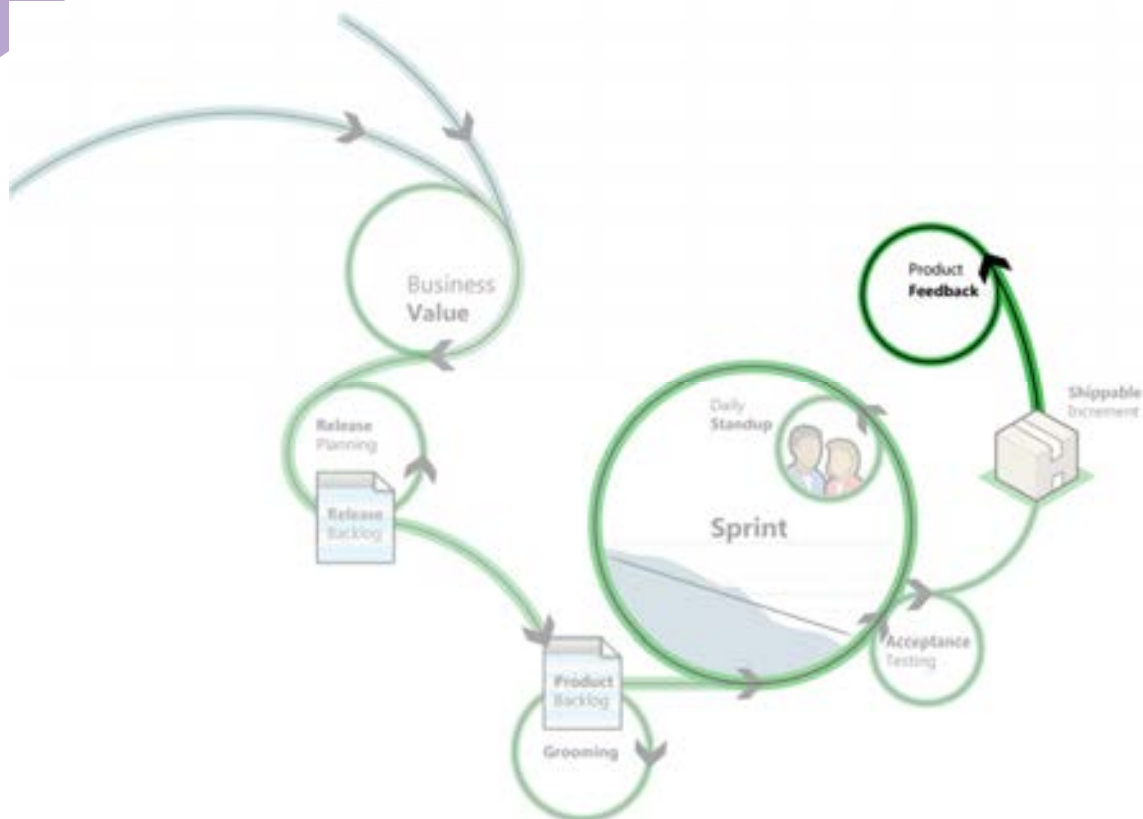 Business
Value
Release
Planning
Release
Backlog
Product
Backlog
Grooming
Daily
Standup
Sprint
Acceptance
Testing
Shippable
Increment
Product
Feedback